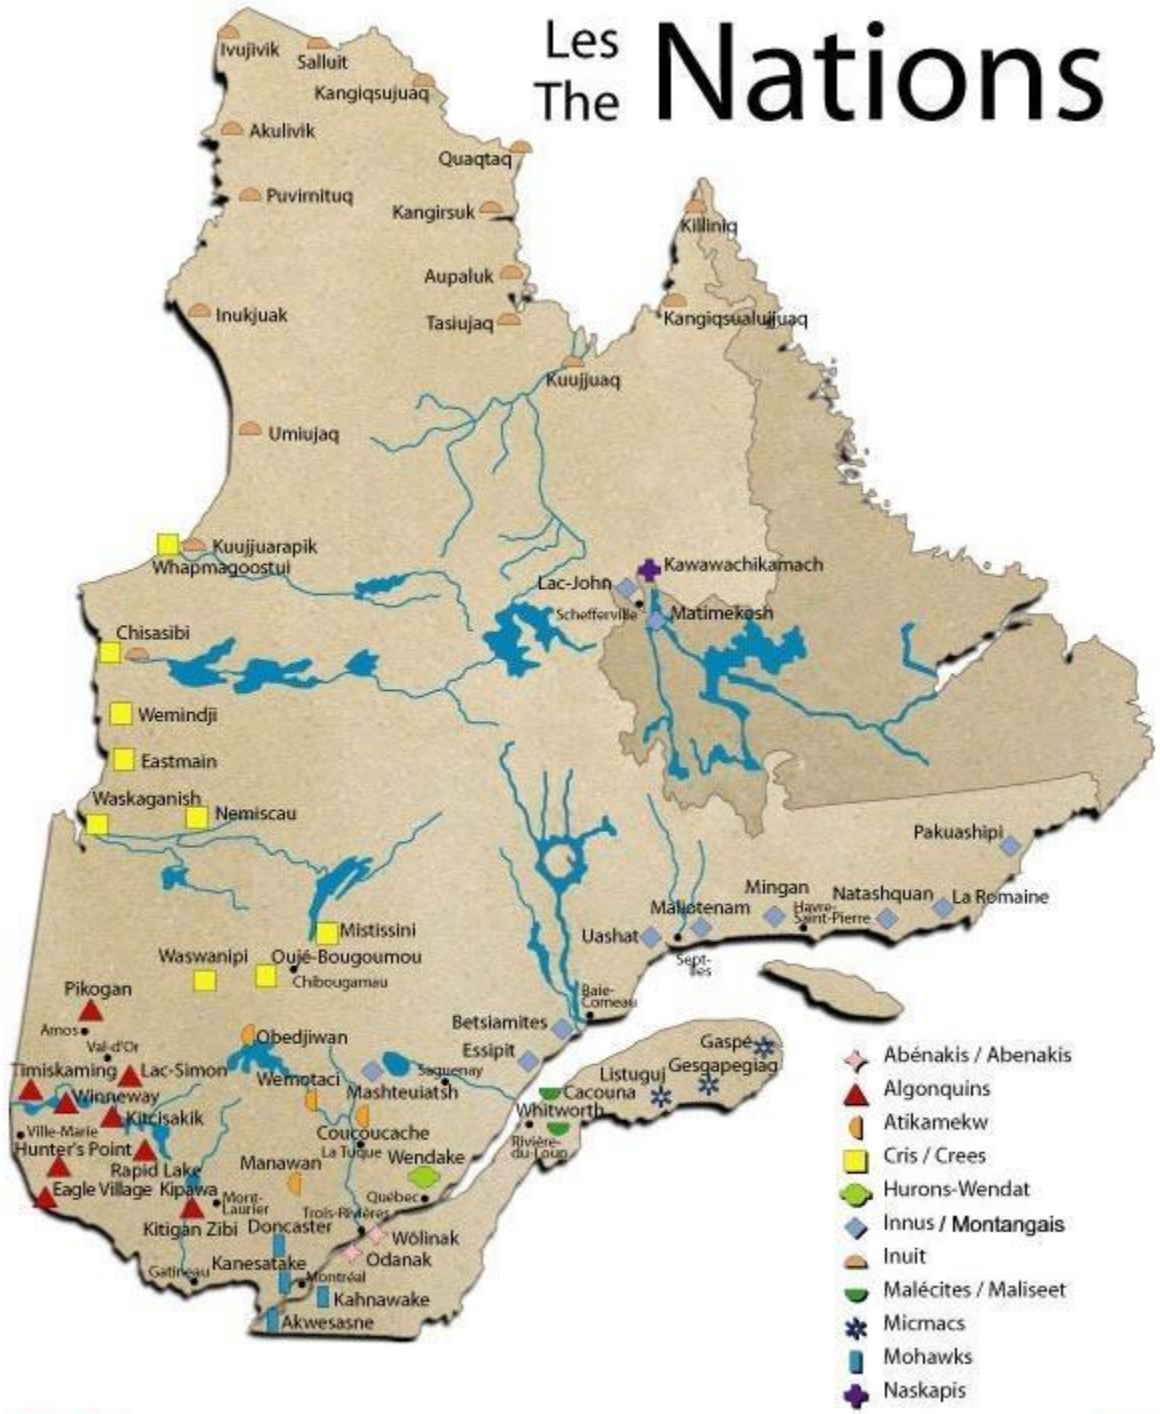 Les
The
Nations
Ivujivik
Salluit
Kangiqsujuaq
Akulivik
Quaqtaq
Puvirnituq
Kangirsuk
Killiniq
Aupaluk
Inukjuak
Tasiujaq
Kangiqsualujjuaq
Kuujjuaq
Umiujaq
Kuujjuarapik
Whapmagoostui
Kawawachikamach
Lac-John
Schefferville
Matimekosh
Chisasibi
Wemindji
Eastmain
Waskaganish
Nemiscau
Pakuashipi
Mingan
Natashquan
La Romaine
Maliotenam
Havre-
Saint-Pierre
Uashat
Sept-
Îles
Mistissini
Waswanipi
Oujé-Bougoumou
Chibougamau
Pikogan
Amos
Val-d'Or
Obedjiwan
Betsiamites
Baie-
Comeau
Essipit
Timiskaming
Lac-Simon
Wemotaci
Mashteuiatsh
Saguenay
Winneway
Kitcisakik
Ville-Marie
Hunter's Point
Rapid Lake
Eagle Village Kipawa
Coucoucache
La Tuque
Manawan
Wendake
Mont-
Laurier
Québec
Trois-Rivières
Kitigan Zibi
Doncaster
Wôlinak
Odanak
Gatineau
Kanesatake
Montréal
Kahnawake
Akwesasne
Gaspé
Gesgapegiag
Listuguj
Cacouna
Whitworth
Rivière-
du-Loup
Abénakis / Abenakis
Algonquins
Atikamekw
Cris / Crees
Hurons-Wendat
Innus / Montangais
Inuit
Malécites / Maliseet
Micmacs
Mohawks
Naskapis